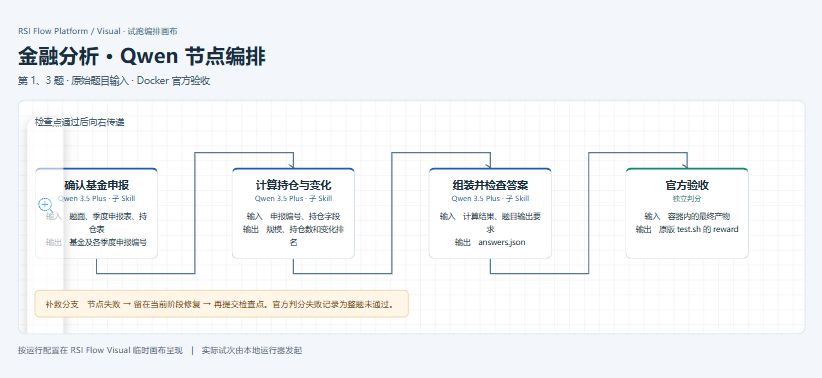 RSI Flow Platform / Visual · 试跑编排画布
金融分析 · Qwen 节点编排
第 1、3 题 · 原始题目输入 · Docker 官方验收
检查点通过后向右传递
确认基金申报
Qwen 3.5 Plus · 子 Skill
输入 题面、季度申报表、持
仓表
输出 基金及各季度申报编号
计算持仓与变化
Qwen 3.5 Plus · 子 Skill
输入 申报编号、持仓字段
输出 规模、持仓数和变化排
名
组装并检查答案
Qwen 3.5 Plus · 子 Skill
输入 计算结果、题目输出要
求
输出 answers.json
官方验收
独立判分
输入 容器内的最终产物
输出 原版 test.sh 的 reward
补救分支 节点失败 → 留在当前阶段修复 → 再提交检查点。官方判分失败记录为整题未通过。
按运行配置在 RSI Flow Visual 临时画布呈现 | 实际试次由本地运行器发起